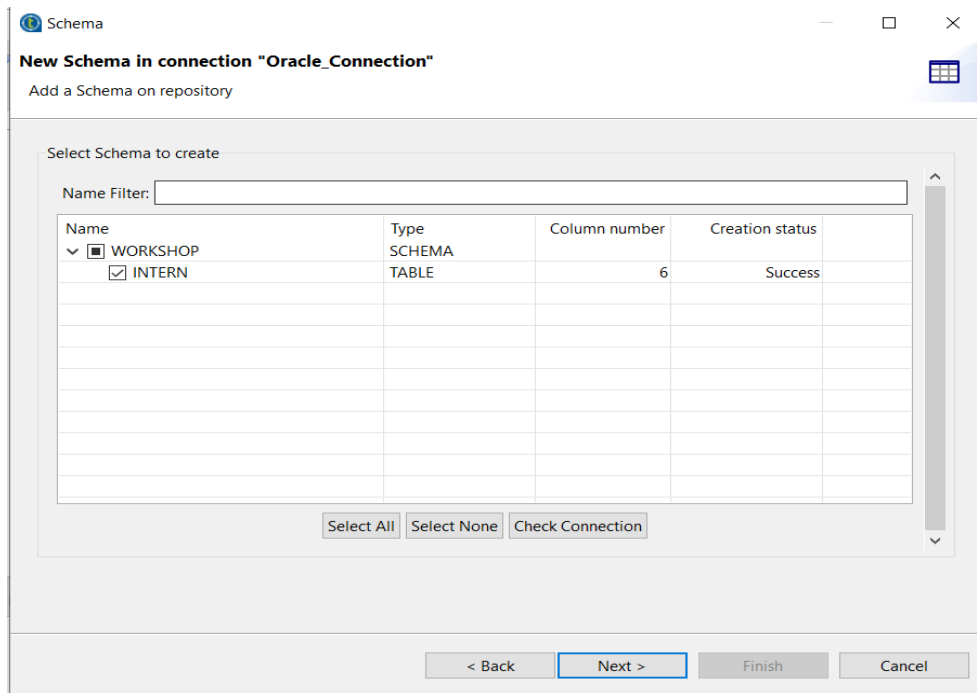 Schema
New Schema in connection "Oracle_Connection"
Add a Schema on repository
Select Schema to create
Name Filter:
Name Type Column number Creation status
WORKSHOP SCHEMA
INTERN TABLE 6 Success
Select All Select None Check Connection
< Back Next > Finish Cancel